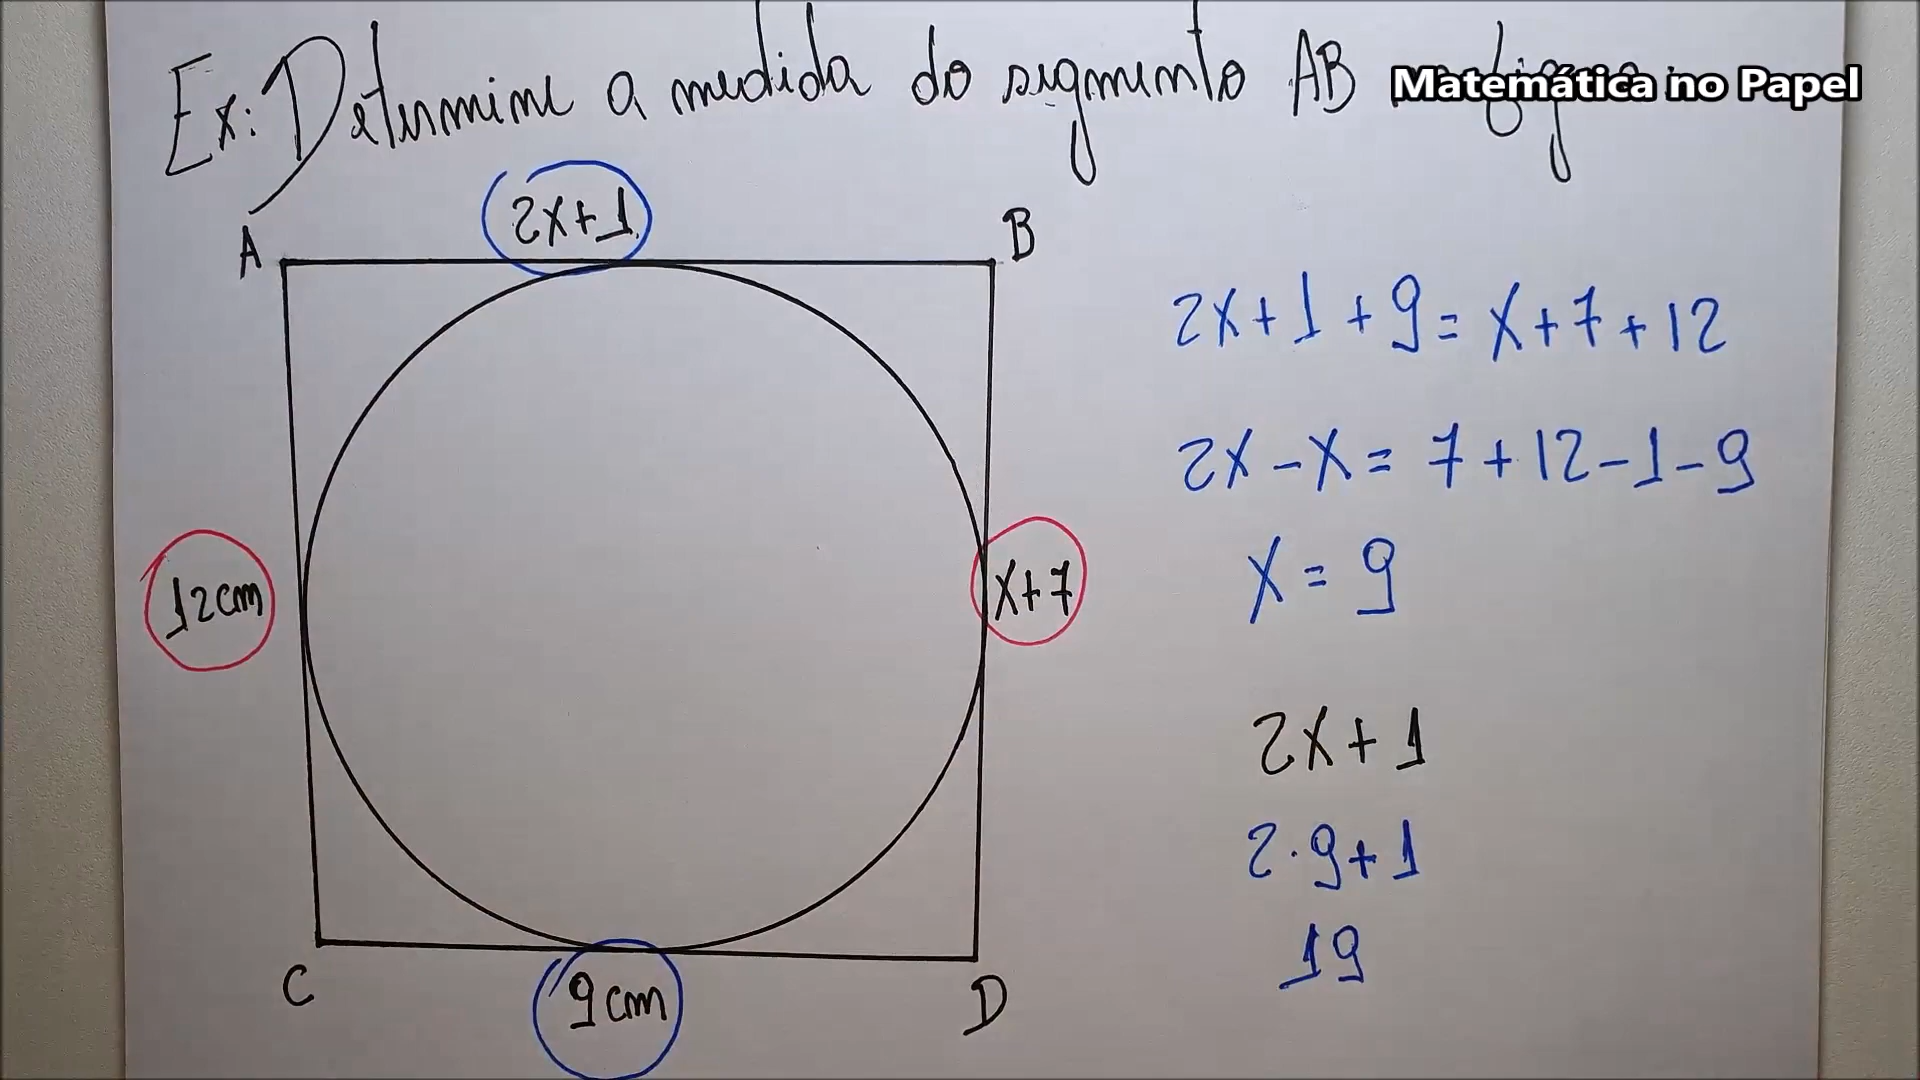 Ex: Determine a medida do segmento AB
Matemática no Papel
2x+1
A
B
2x+1+9=x+7+12
2x-x=7+12-1-9
12cm
x+7
x=9
2x+1
2·9+1
19
C
9cm
D